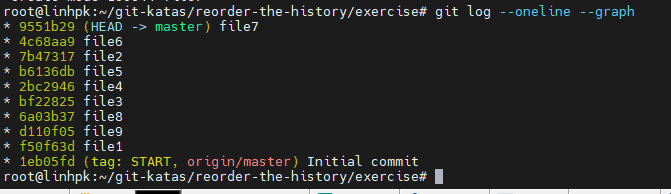 root@linhpk:~/git-katas/reorder-the-history/exercise# git log --oneline --graph
* 9551b29 (HEAD -> master) file7
* 4c68aa9 file6
* 7b47317 file2
* b6136db file5
* 2bc2946 file4
* bf22825 file3
* 6a03b37 file8
* d110f05 file9
* f50f63d file1
* 1eb05fd (tag: START, origin/master) Initial commit
root@linhpk:~/git-katas/reorder-the-history/exercise#